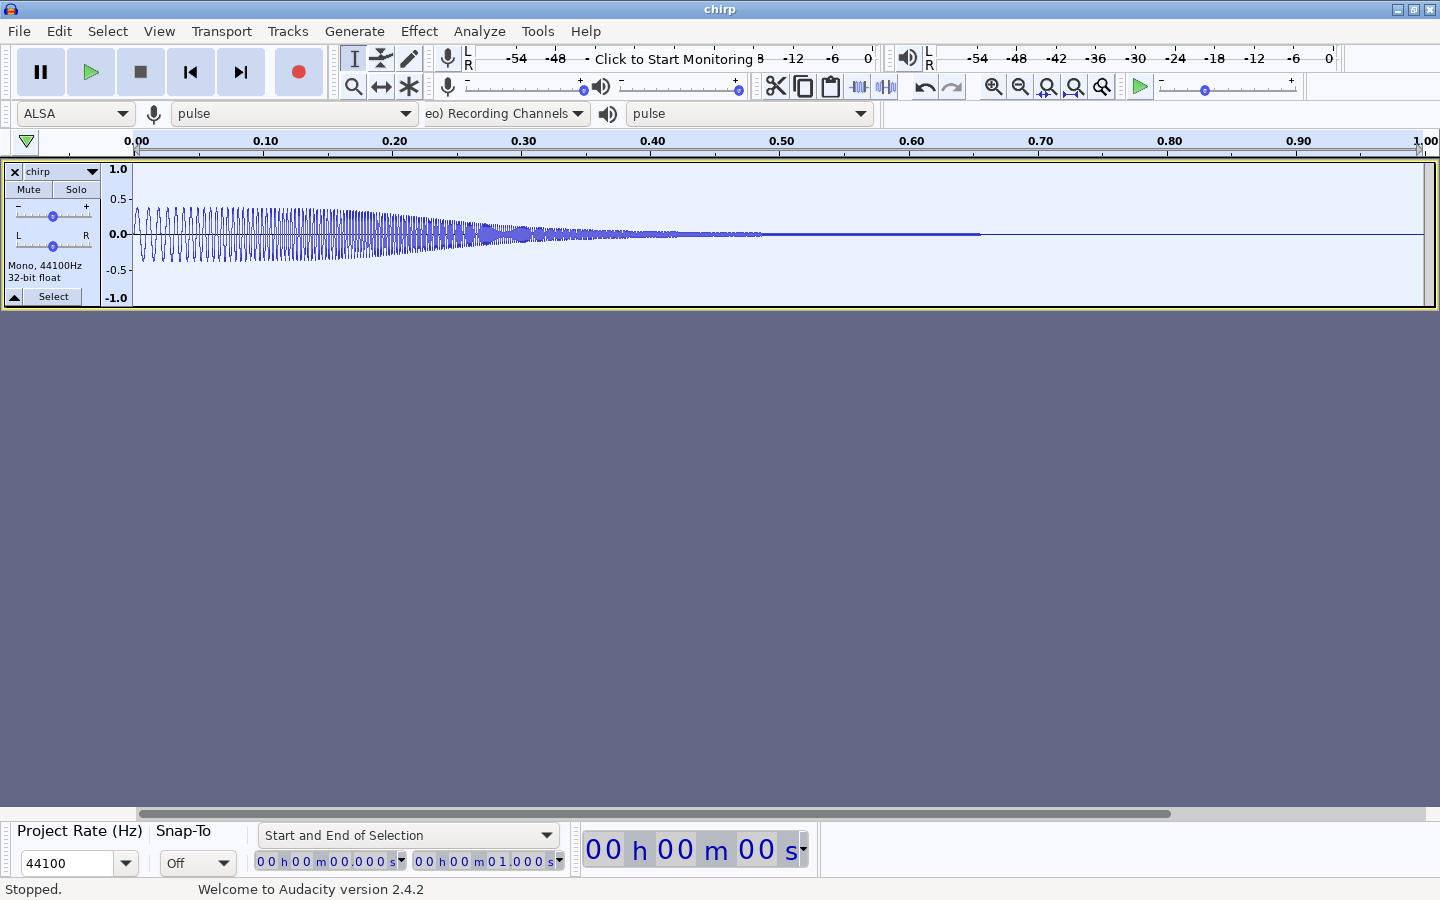 chirp
File Edit Select View Transport Tracks Generate Effect Analyze Tools Help
L
R
-54 -48 - Click to Start Monitoring -12 -6 0
L
R
-54 -48 -42 -36 -30 -24 -18 -12 -6 0
- + - +
- +
ALSA pulse eo) Recording Channels pulse
0.00 0.10 0.20 0.30 0.40 0.50 0.60 0.70 0.80 0.90 1.00
chirp
Mute Solo
- +
L R
Mono, 44100Hz
32-bit float
Select
1.0
0.5
0.0
-0.5
-1.0
Project Rate (Hz) Snap-To Start and End of Selection
44100 Off 00 h 00 m 00.000 s 00 h 00 m 01.000 s
00 h 00 m 00 s
Stopped. Welcome to Audacity version 2.4.2